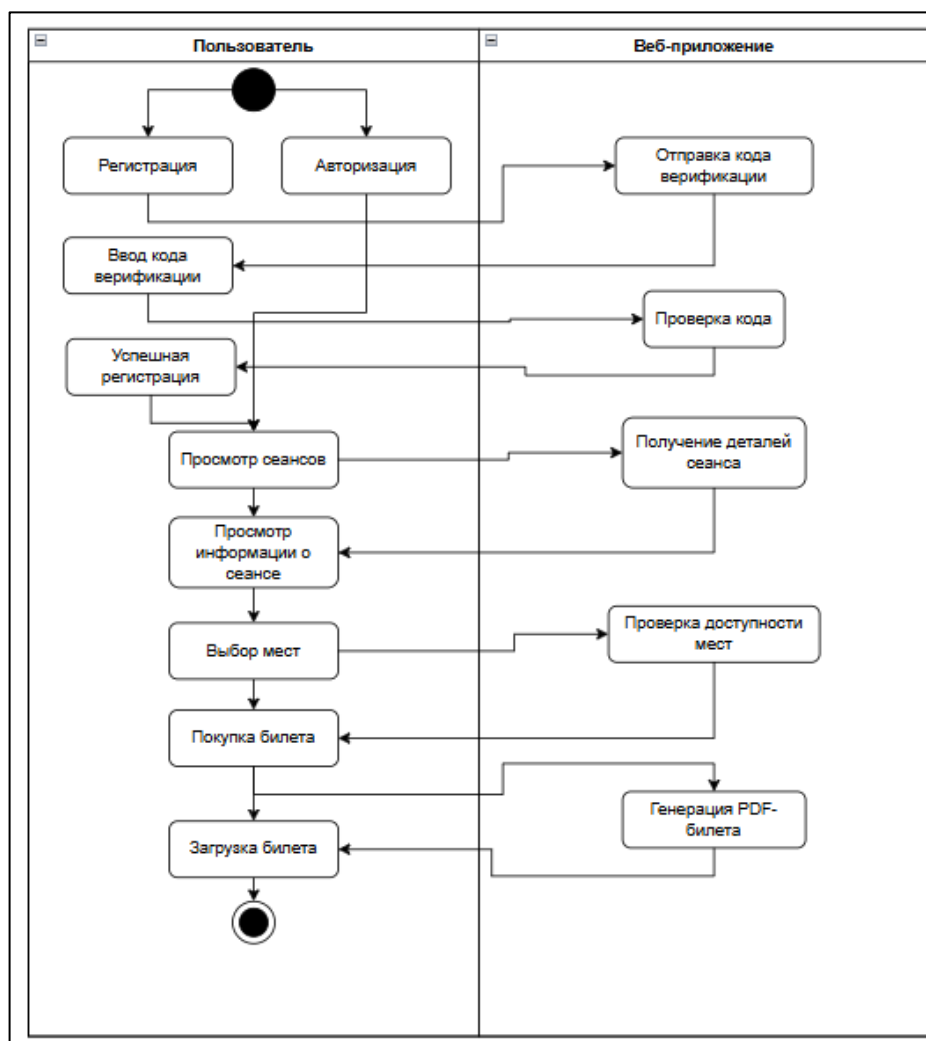 Пользователь
Веб-приложение
Регистрация
Авторизация
Отправка кода
верификации
Ввод кода
верификации
Проверка кода
Успешная
регистрация
Просмотр сеансов
Получение деталей
сеанса
Просмотр
информации о
сеансе
Выбор мест
Проверка доступности
мест
Покупка билета
Генерация PDF-
билета
Загрузка билета